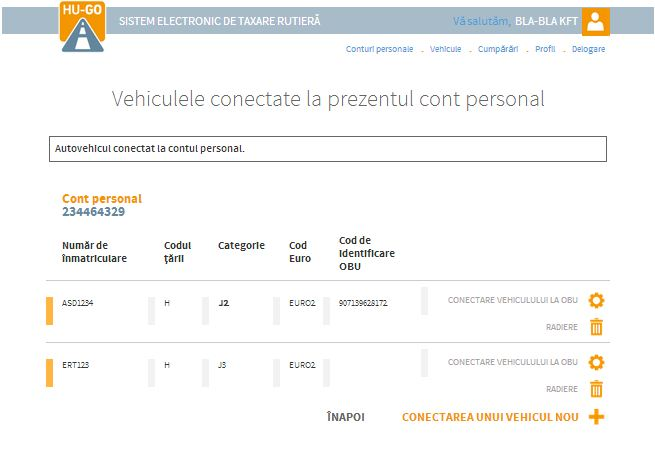 HU-GO
SISTEM ELECTRONIC DE TAXARE RUTIERĂ
Vă salutăm, BLA-BLA KFT
Conturi personale . Vehicule . Cumpărări . Profil . Delogare
Vehiculele conectate la prezentul cont personal
Autovehicul conectat la contul personal.
Cont personal
234464329
Număr de înmatriculare Codul țării Categorie Cod Euro Cod de identificare OBU
ASD1234 H J2 EURO2 907139628172 CONECTARE VEHICULULUI LA OBU
RADIERE
ERT123 H J3 EURO2 CONECTARE VEHICULULUI LA OBU
RADIERE
ÎNAPOI CONECTAREA UNUI VEHICUL NOU